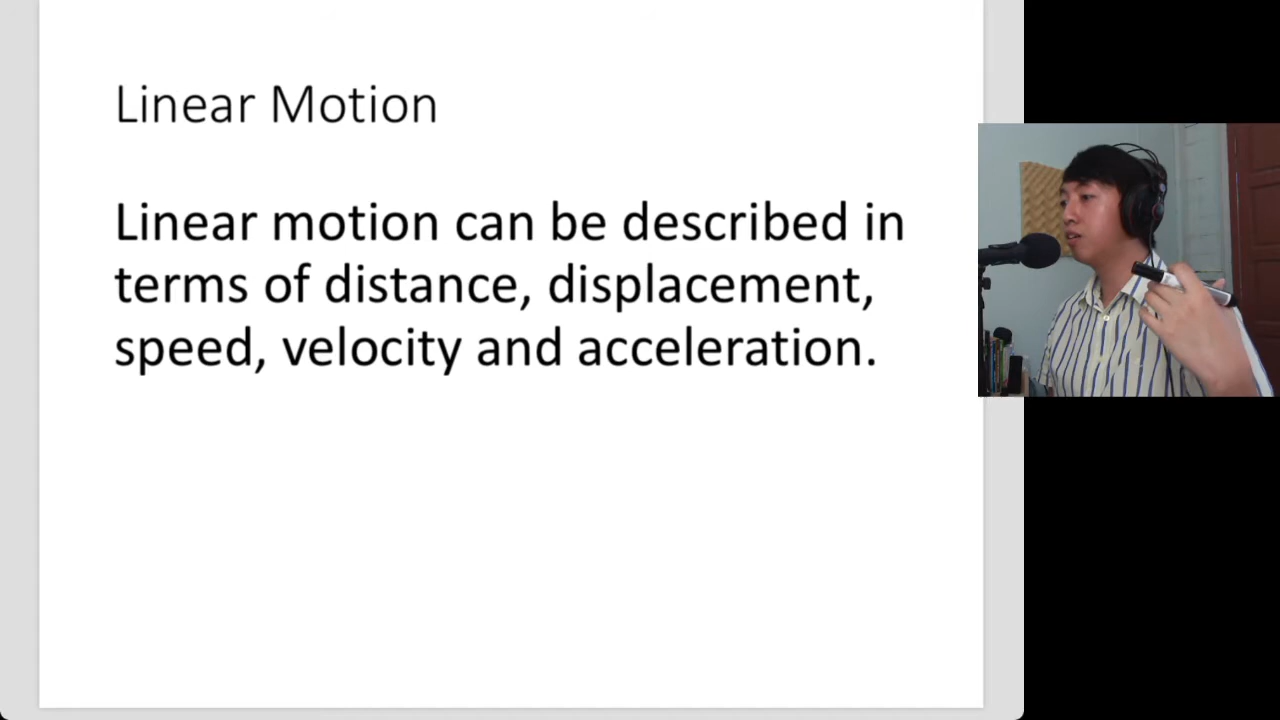 Linear Motion
Linear motion can be described in
terms of distance, displacement,
speed, velocity and acceleration.